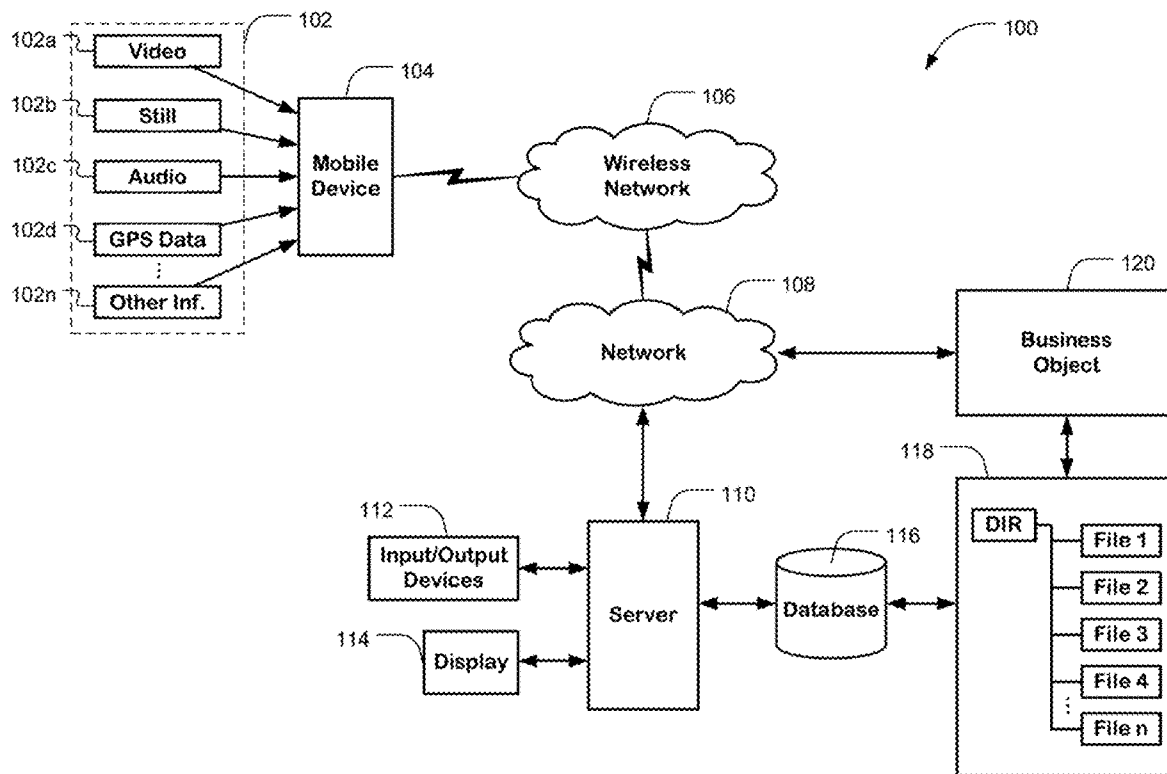 102a
Video
102
100
104
102b
Still
106
102c
Audio
Mobile
Device
Wireless
Network
102d
GPS Data
102n
Other Inf.
108
120
Network
Business
Object
118
110
112
Input/Output
Devices
116
DIR
File 1
File 2
Server
Database
File 3
114
Display
File 4
File n